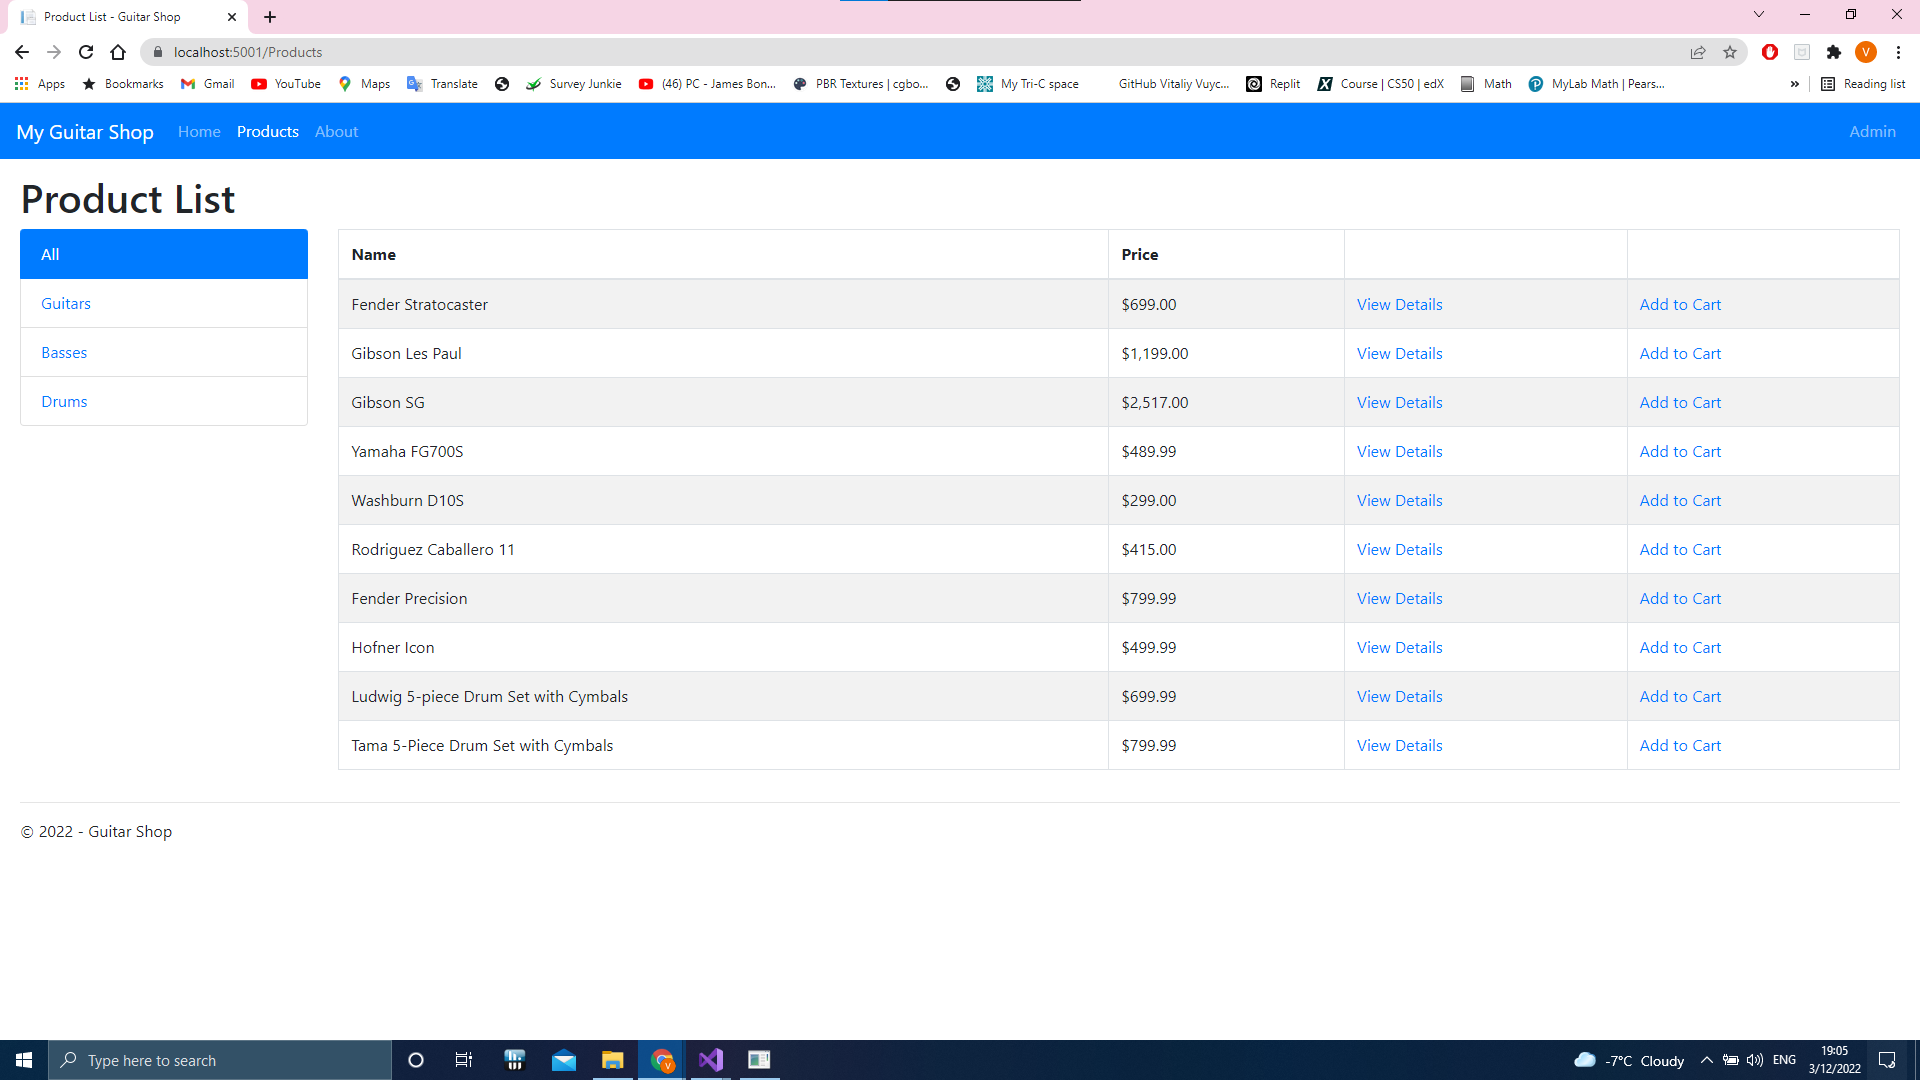 Product List - Guitar Shop
localhost:5001/Products
V
Apps Bookmarks Gmail YouTube Maps Translate Survey Junkie (46) PC - James Bon... PBR Textures | cgbo... My Tri-C space GitHub Vitaliy Vuyc... Replit Course | CS50 | edX Math MyLab Math | Pears... » Reading list
My Guitar Shop Home Products About Admin
Product List
All
Guitars
Basses
Drums
Name Price
Fender Stratocaster $699.00 View Details Add to Cart
Gibson Les Paul $1,199.00 View Details Add to Cart
Gibson SG $2,517.00 View Details Add to Cart
Yamaha FG700S $489.99 View Details Add to Cart
Washburn D10S $299.00 View Details Add to Cart
Rodriguez Caballero 11 $415.00 View Details Add to Cart
Fender Precision $799.99 View Details Add to Cart
Hofner Icon $499.99 View Details Add to Cart
Ludwig 5-piece Drum Set with Cymbals $699.99 View Details Add to Cart
Tama 5-Piece Drum Set with Cymbals $799.99 View Details Add to Cart
© 2022 - Guitar Shop
Type here to search
-7°C Cloudy
ENG
19:05
3/12/2022